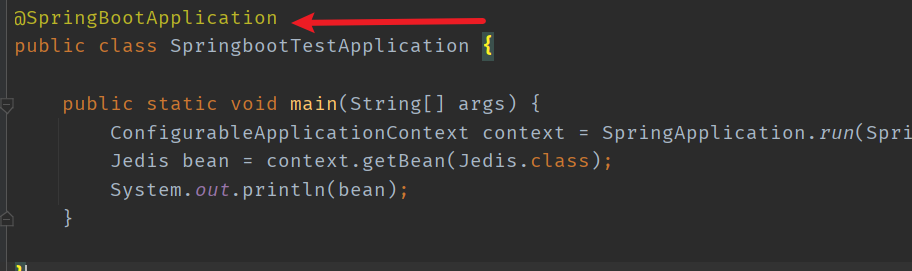 @SpringBootApplication
public class SpringbootTestApplication {
public static void main(String[] args) {
ConfigurableApplicationContext context = SpringApplication.run(
Jedis bean = context.getBean(Jedis.class);
System.out.println(bean);
}
}